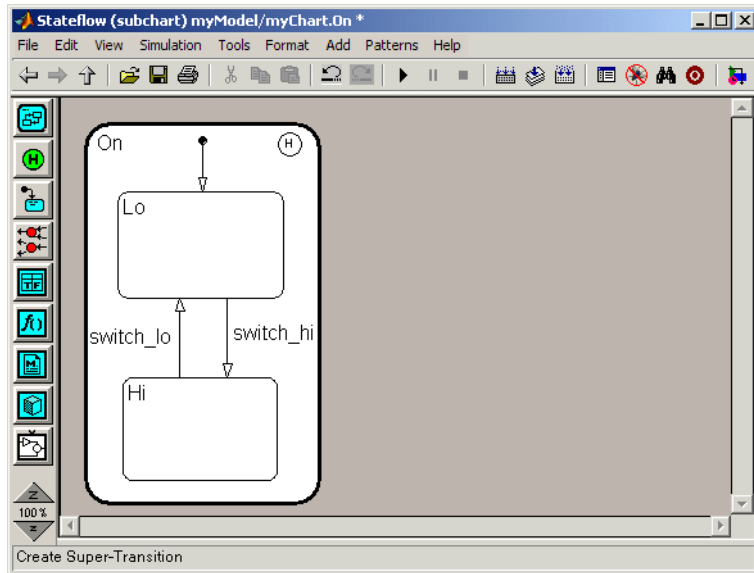 Stateflow (subchart) myModel/myChart.On *
File Edit View Simulation Tools Format Add Patterns Help
On
H
H
Lo
TF
f()
switch_lo
switch_hi
M
Hi
Z
100 %
z
Create Super-Transition